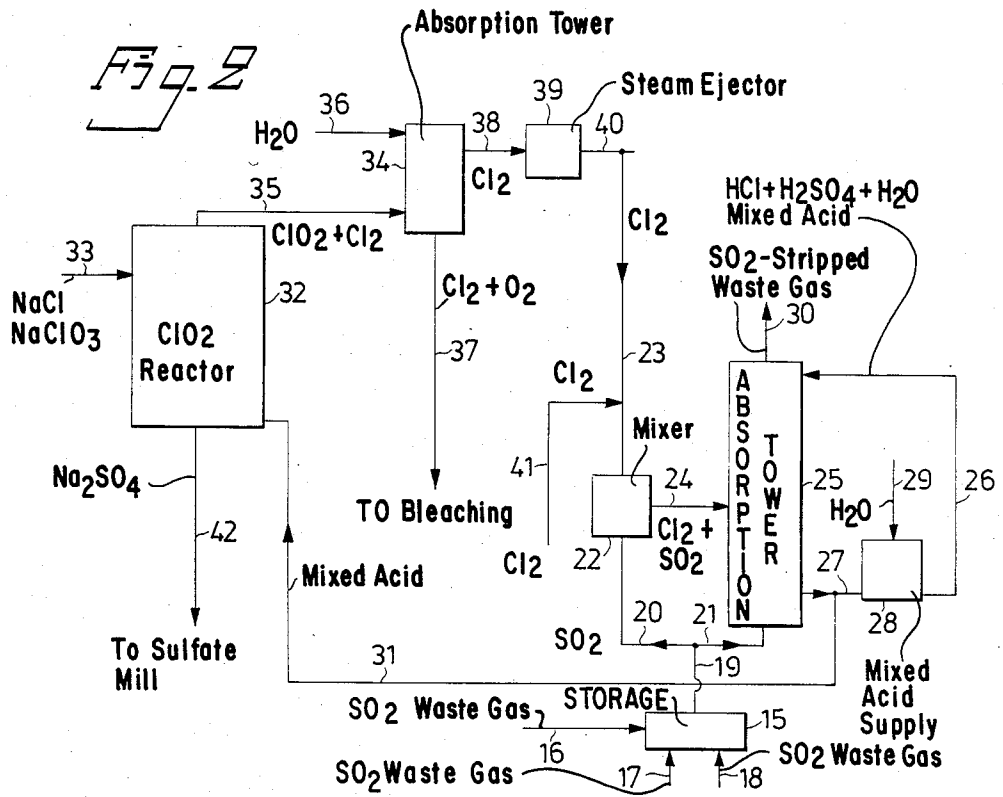 Fig. 2
Absorption Tower
Steam Ejector
39
36
H2O
38
40
34
Cl2
35
ClO2+Cl2
HCl+H2SO4+H2O
Mixed Acid
Cl2
33
NaCl
NaClO3
32
ClO2
Reactor
Cl2+O2
37
SO2-Stripped
Waste Gas
30
23
Cl2
41
Mixer
ABSORPTION
TOWER
24
25
29
26
H2O
Na2SO4
TO Bleaching
Cl2
22
Cl2+
SO2
42
Mixed Acid
27
28
20
21
SO2
19
To Sulfate
Mill
31
Mixed
Acid
Supply
STORAGE
15
SO2 Waste Gas
16
SO2 Waste Gas
17
18
SO2 Waste Gas